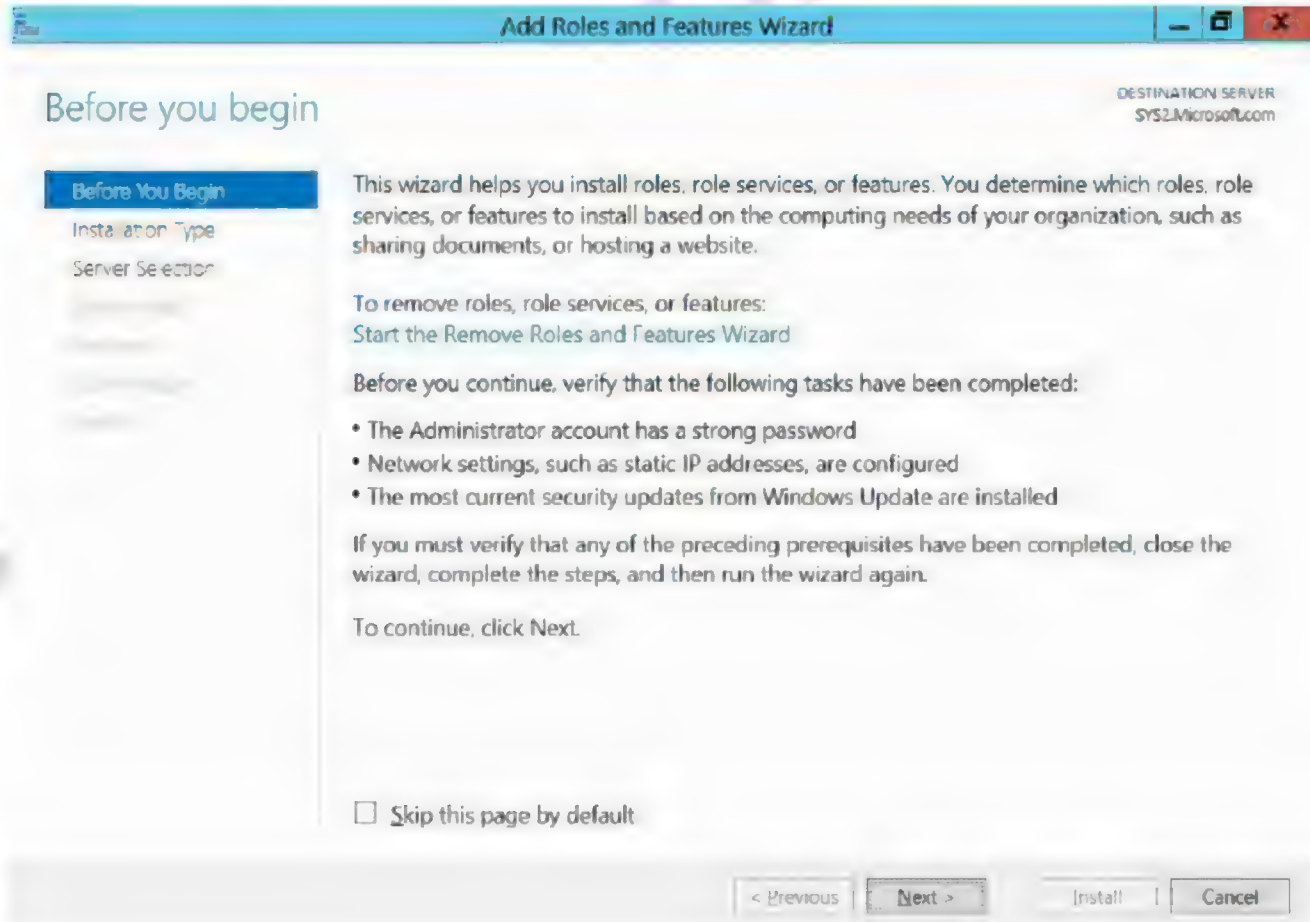 Add Roles and Features Wizard
Before you begin
DESTINATION SERVER
SYS2.Microsoft.com
Before You Begin
Installation Type
Server Selection
This wizard helps you install roles, role services, or features. You determine which roles, role
services, or features to install based on the computing needs of your organization, such as
sharing documents, or hosting a website.
To remove roles, role services, or features:
Start the Remove Roles and Features Wizard
Before you continue, verify that the following tasks have been completed:
• The Administrator account has a strong password
• Network settings, such as static IP addresses, are configured
• The most current security updates from Windows Update are installed
If you must verify that any of the preceding prerequisites have been completed, close the
wizard, complete the steps, and then run the wizard again.
To continue, click Next.
Skip this page by default
< Previous
Next >
Install
Cancel